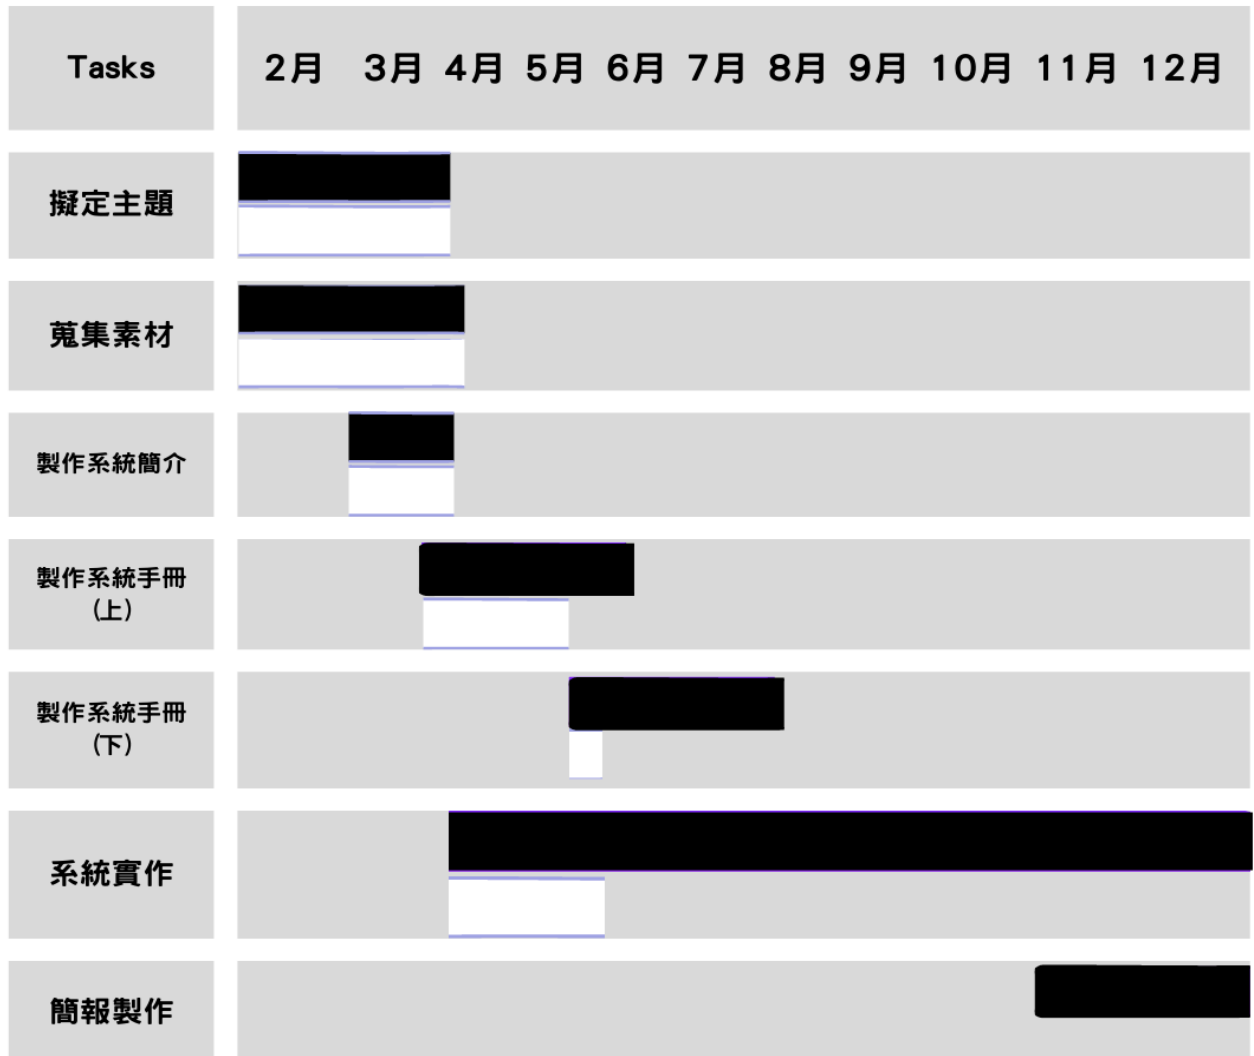 Tasks
2月 3月 4月 5月 6月 7月 8月 9月 10月 11月 12月
擬定主題
蒐集素材
製作系統簡介
製作系統手冊
(上)
製作系統手冊
(下)
系統實作
簡報製作